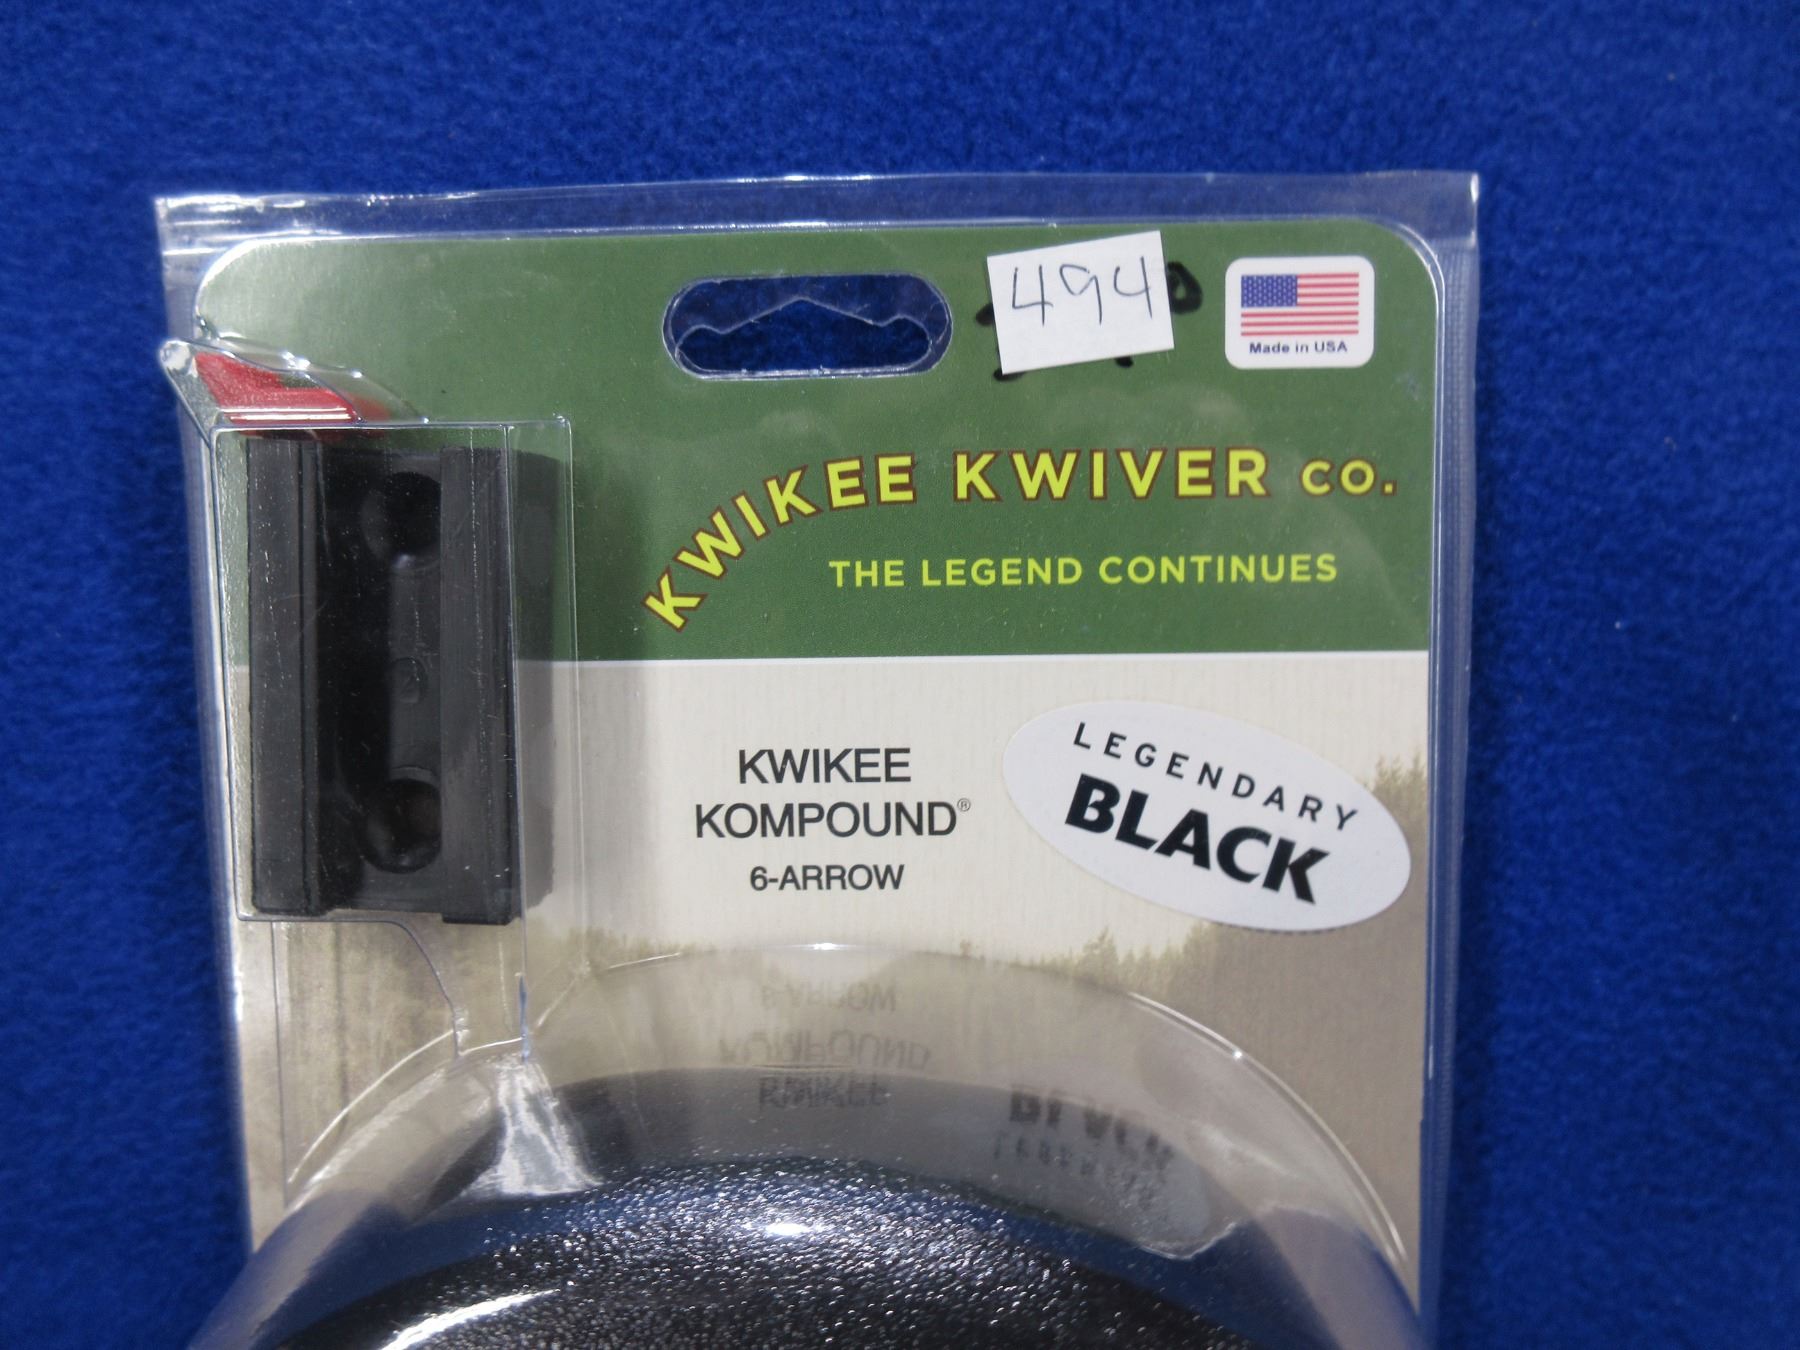 494
Made in USA
KWIKEE KWIVER CO.
THE LEGEND CONTINUES
KWIKEE
KOMPOUND®
6-ARROW
LEGENDARY
BLACK